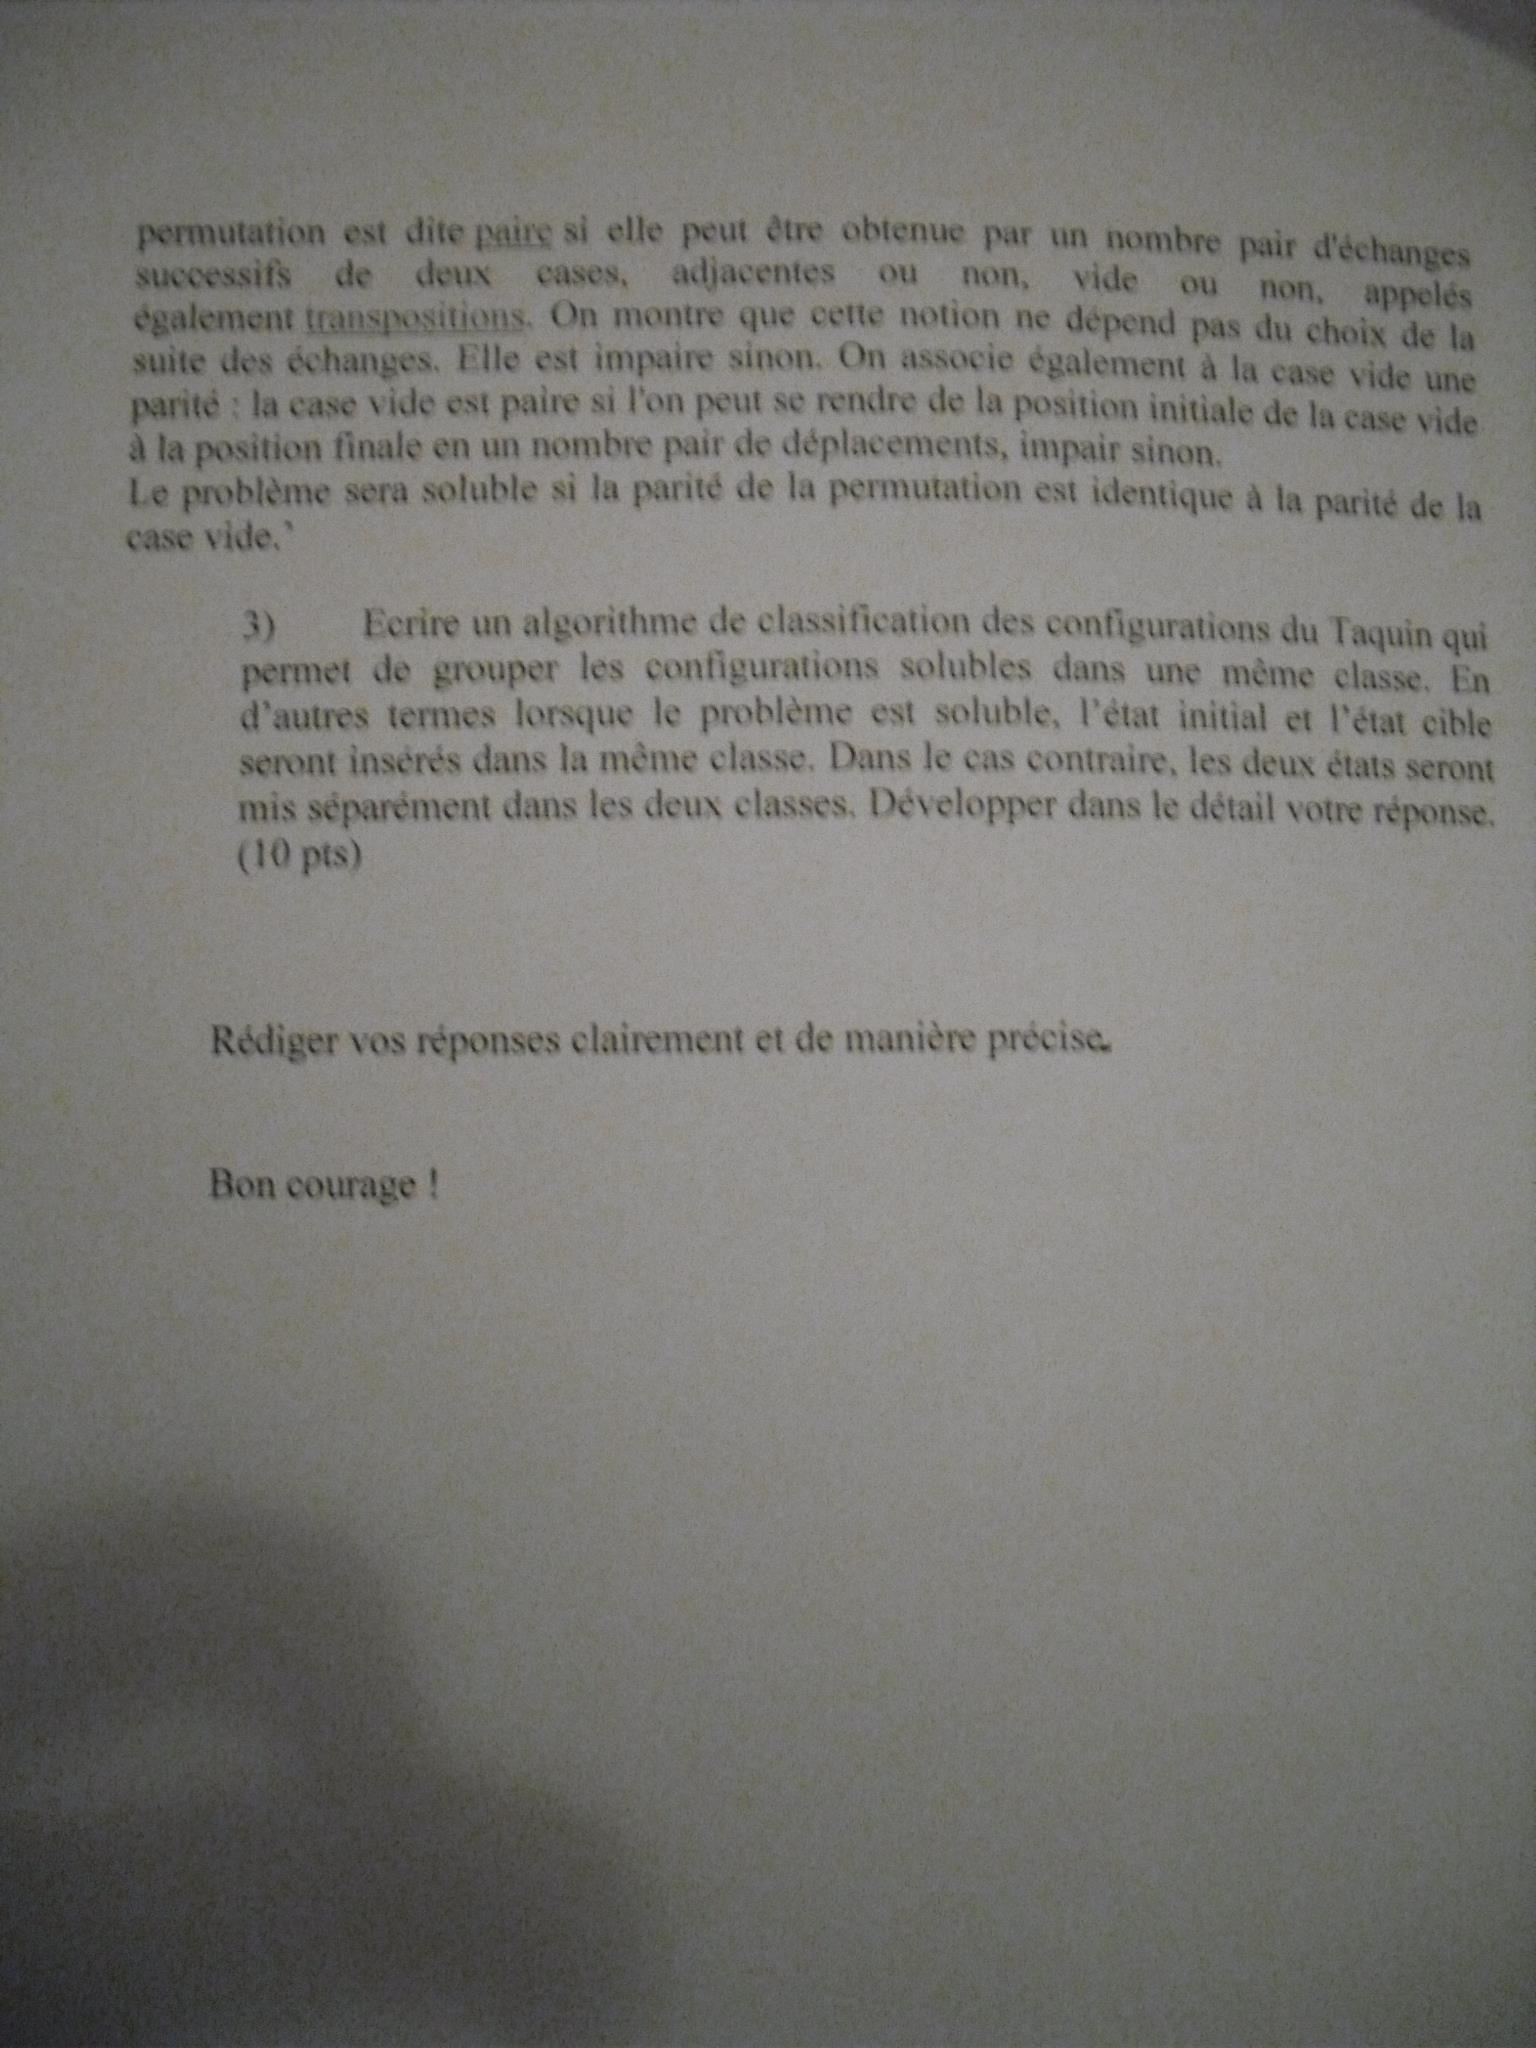 permutation est dite paire si elle peut être obtenue par un nombre pair d'échanges
successifs de deux cases, adjacentes ou non, vide ou non, appelés
également transpositions. On montre que cette notion ne dépend pas du choix de la
suite des échanges. Elle est impaire sinon. On associe également à la case vide une
parité : la case vide est paire si l'on peut se rendre de la position initiale de la case vide
à la position finale en un nombre pair de déplacements, impair sinon.
Le problème sera soluble si la parité de la permutation est identique à la parité de la
case vide.`
3) Ecrire un algorithme de classification des configurations du Taquin qui
permet de grouper les configurations solubles dans une même classe. En
d’autres termes lorsque le problème est soluble, l’état initial et l’état cible
seront insérés dans la même classe. Dans le cas contraire, les deux états seront
mis séparément dans les deux classes. Développer dans le détail votre réponse.
(10 pts)
Rédiger vos réponses clairement et de manière précise.
Bon courage !